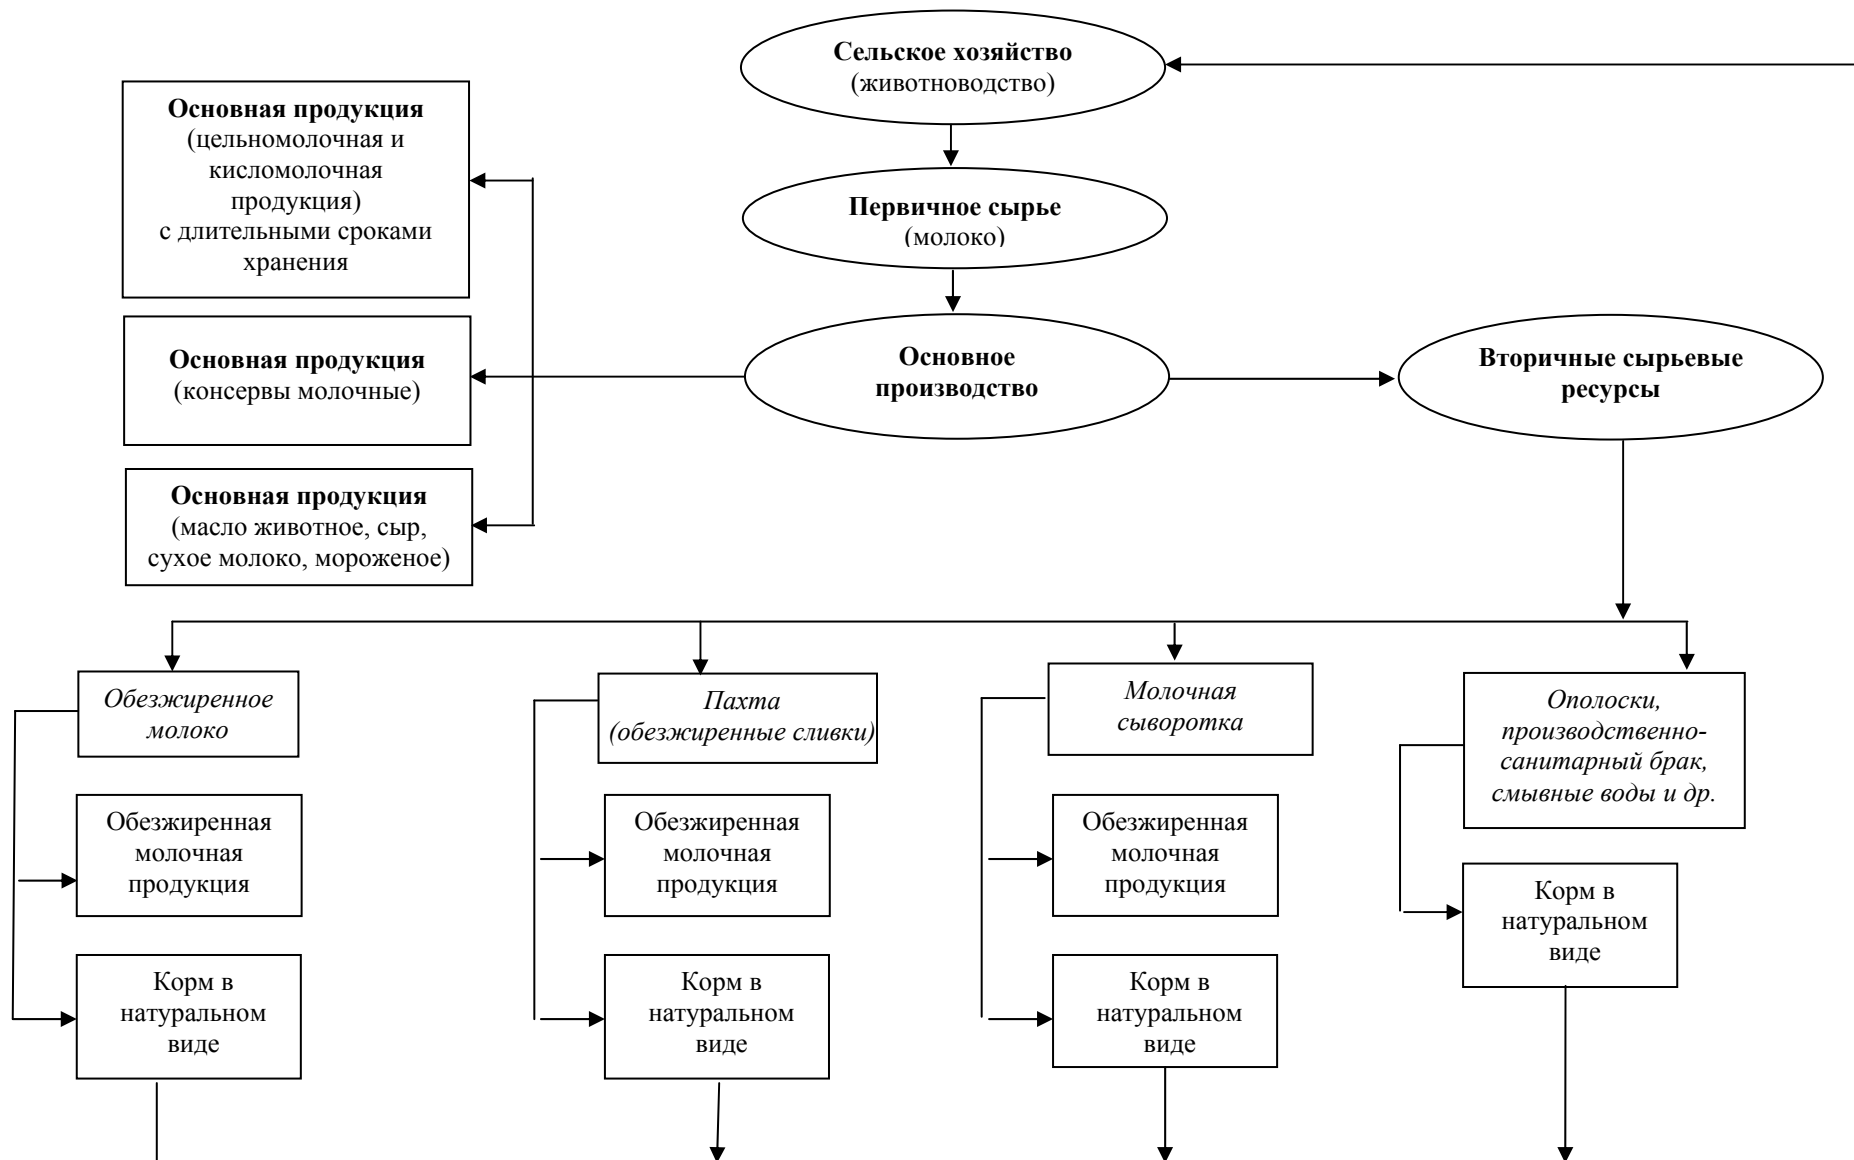 Сельское хозяйство
(животноводство)
Основная продукция
(цельномолочная и
кисломолочная
продукция)
с длительными сроками
хранения
Первичное сырье
(молоко)
Основная продукция
(консервы молочные)
Основное
производство
Вторичные сырьевые
ресурсы
Основная продукция
(масло животное, сыр,
сухое молоко, мороженое)
Обезжиренное
молоко
Пахта
(обезжиренные сливки)
Молочная
сыворотка
Ополоски,
производственно-
санитарный брак,
смывные воды и др.
Обезжиренная
молочная
продукция
Обезжиренная
молочная
продукция
Обезжиренная
молочная
продукция
Корм в
натуральном
виде
Корм в
натуральном
виде
Корм в
натуральном
виде
Корм в
натуральном
виде